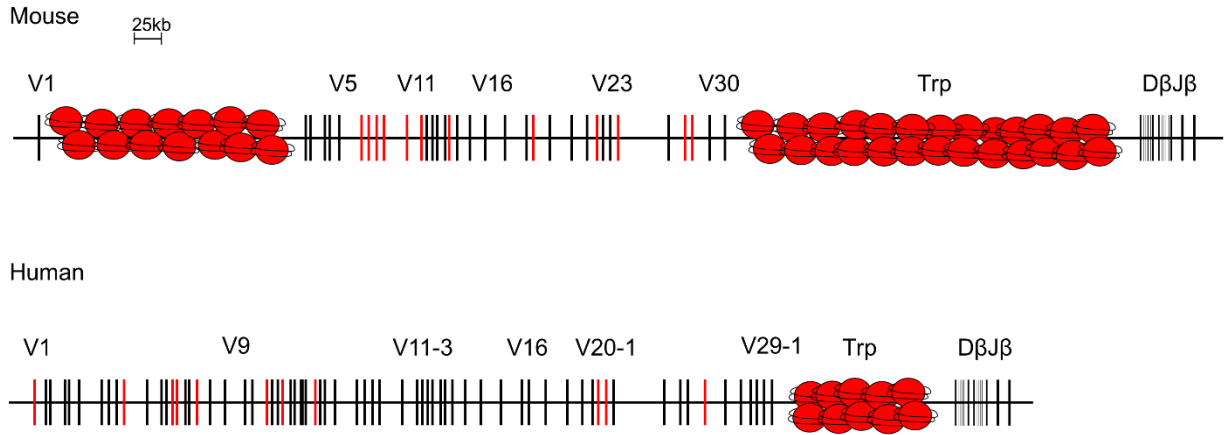 Mouse
25kb
V1 V5 V11 V16 V23 V30 Trp DβJβ
Human
V1 V9 V11-3 V16 V20-1 V29-1 Trp DβJβ